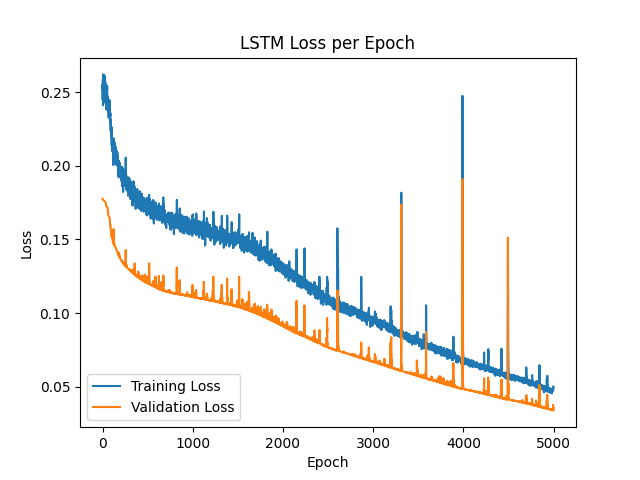 LSTM Loss per Epoch
Loss
0.25
0.20
0.15
0.10
0.05
Training Loss
Validation Loss
0 1000 2000 3000 4000 5000
Epoch